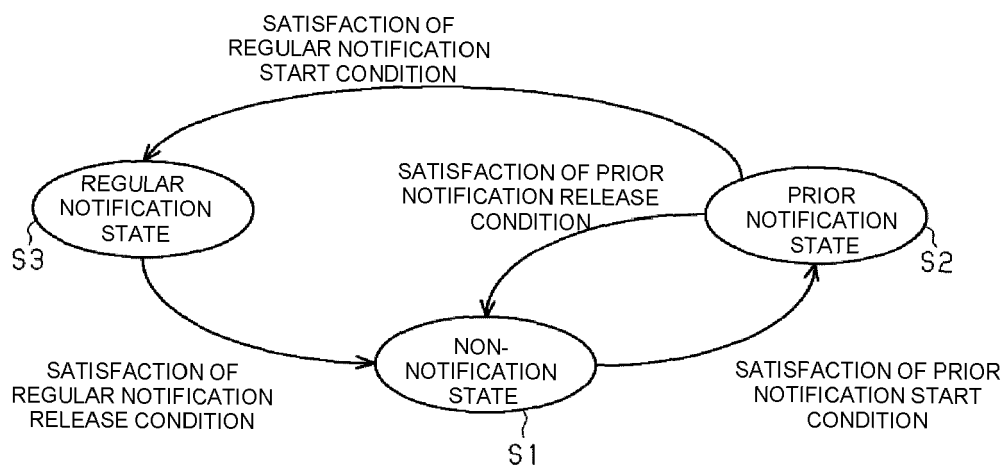 SATISFACTION OF
REGULAR NOTIFICATION
START CONDITION
REGULAR
NOTIFICATION
STATE
S3
SATISFACTION OF PRIOR
NOTIFICATION RELEASE
CONDITION
PRIOR
NOTIFICATION
STATE
S2
SATISFACTION OF
REGULAR NOTIFICATION
RELEASE CONDITION
NON-
NOTIFICATION
STATE
S1
SATISFACTION OF PRIOR
NOTIFICATION START
CONDITION